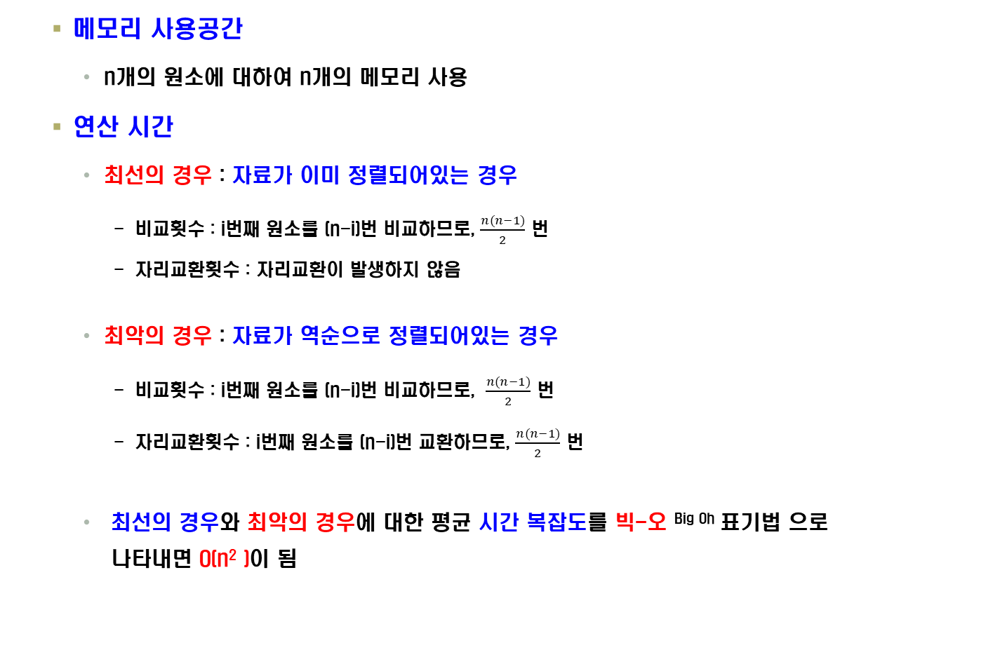 ▪ 메모리 사용공간
• n개의 원소에 대하여 n개의 메모리 사용
▪ 연산 시간
• 최선의 경우 : 자료가 이미 정렬되어있는 경우
– 비교횟수 : i번째 원소를 (n-i)번 비교하므로, n(n−1)/2 번
– 자리교환횟수 : 자리교환이 발생하지 않음
• 최악의 경우 : 자료가 역순으로 정렬되어있는 경우
– 비교횟수 : i번째 원소를 (n-i)번 비교하므로, n(n−1)/2 번
– 자리교환횟수 : i번째 원소를 (n-i)번 교환하므로, n(n−1)/2 번
• 최선의 경우와 최악의 경우에 대한 평균 시간 복잡도를 빅-오 Big Oh 표기법 으로
나타내면 O(n² )이 됨